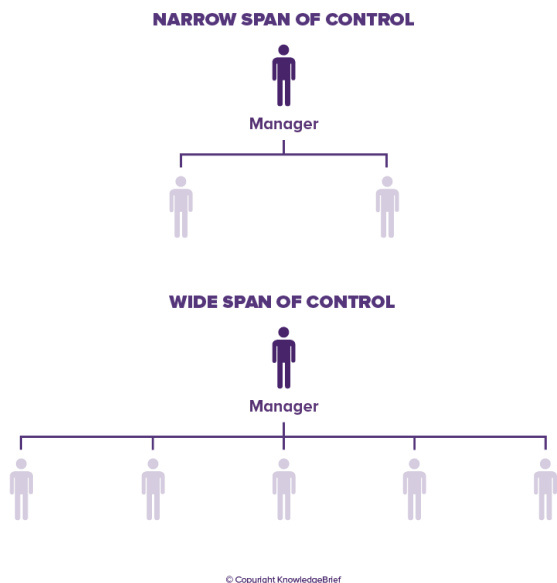 NARROW SPAN OF CONTROL
Manager
WIDE SPAN OF CONTROL
Manager
© Copyright KnowledgeBrief